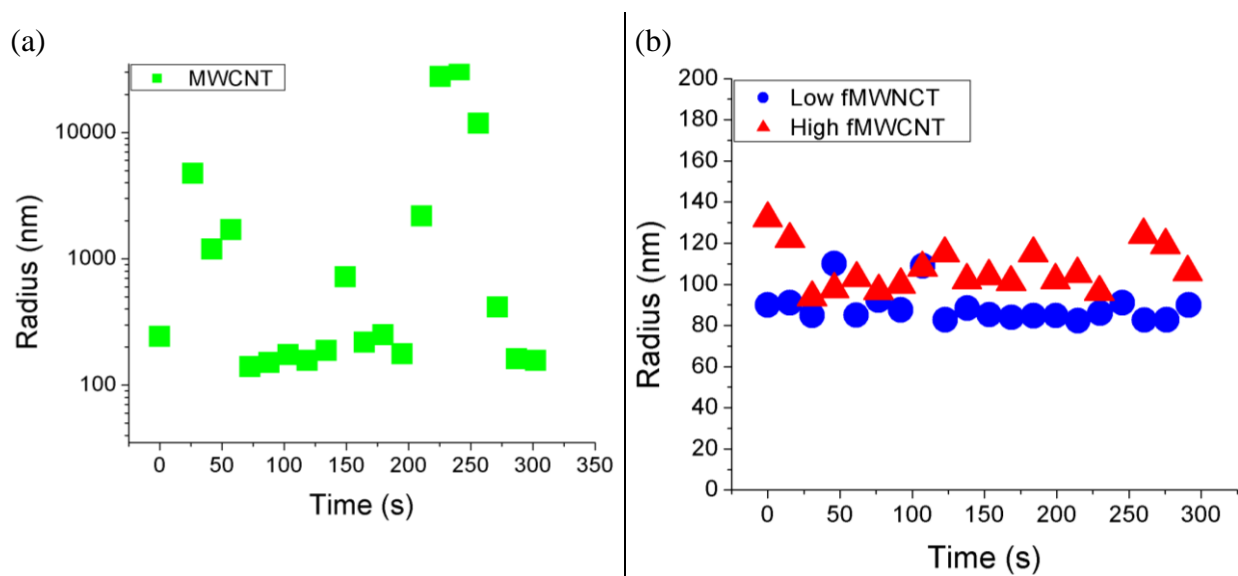 (a)
MWCNT
10000
1000
100
Radius (nm)
0 50 100 150 200 250 300 350
Time (s)
(b)
Low fMWNCT
High fMWCNT
200
180
160
140
120
100
80
60
40
20
0
Radius (nm)
0 50 100 150 200 250 300
Time (s)